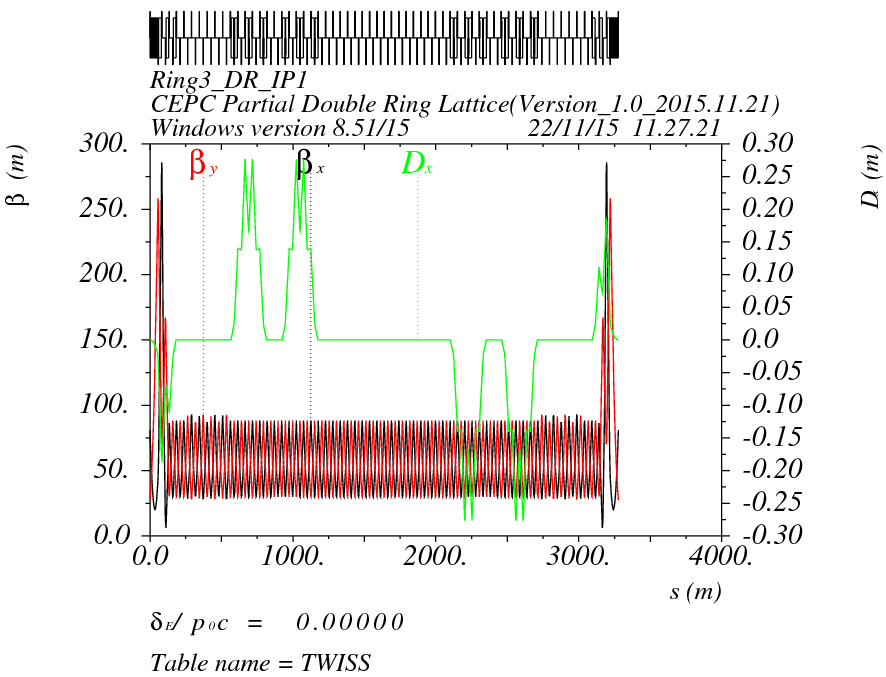 Ring3_DR_IP1
CEPC Partial Double Ring Lattice(Version_1.0_2015.11.21)
Windows version 8.51/15 22/11/15 11.27.21
β y β x D x
β (m)
300.
250.
200.
150.
100.
50.
0.0
0.30
0.25
0.20
0.15
0.10
0.05
0.0
-0.05
-0.10
-0.15
-0.20
-0.25
-0.30
Dx (m)
0.0 1000. 2000. 3000. 4000.
s (m)
δE/ p0c = 0.00000
Table name = TWISS